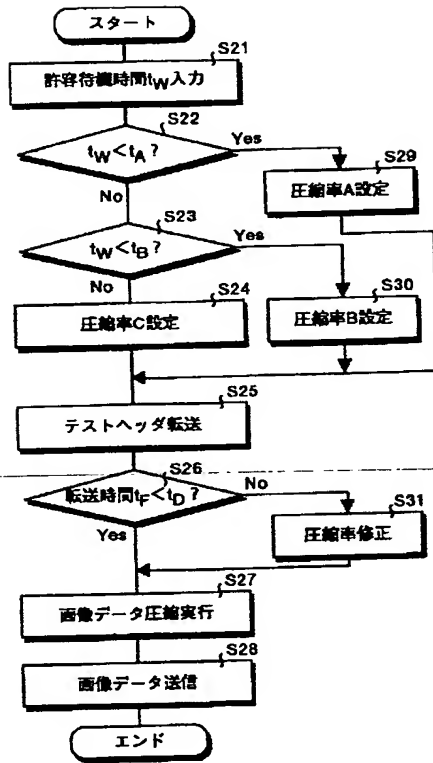 スタート
S21
許容待機時間tW入力
S22
tW<tA?
Yes
No
S29
圧縮率A設定
S23
tW<tB?
Yes
No
S24
圧縮率C設定
S30
圧縮率B設定
S25
テストヘッダ転送
S26
転送時間tF<tD?
No
Yes
S31
圧縮率修正
S27
画像データ圧縮実行
S28
画像データ送信
エンド